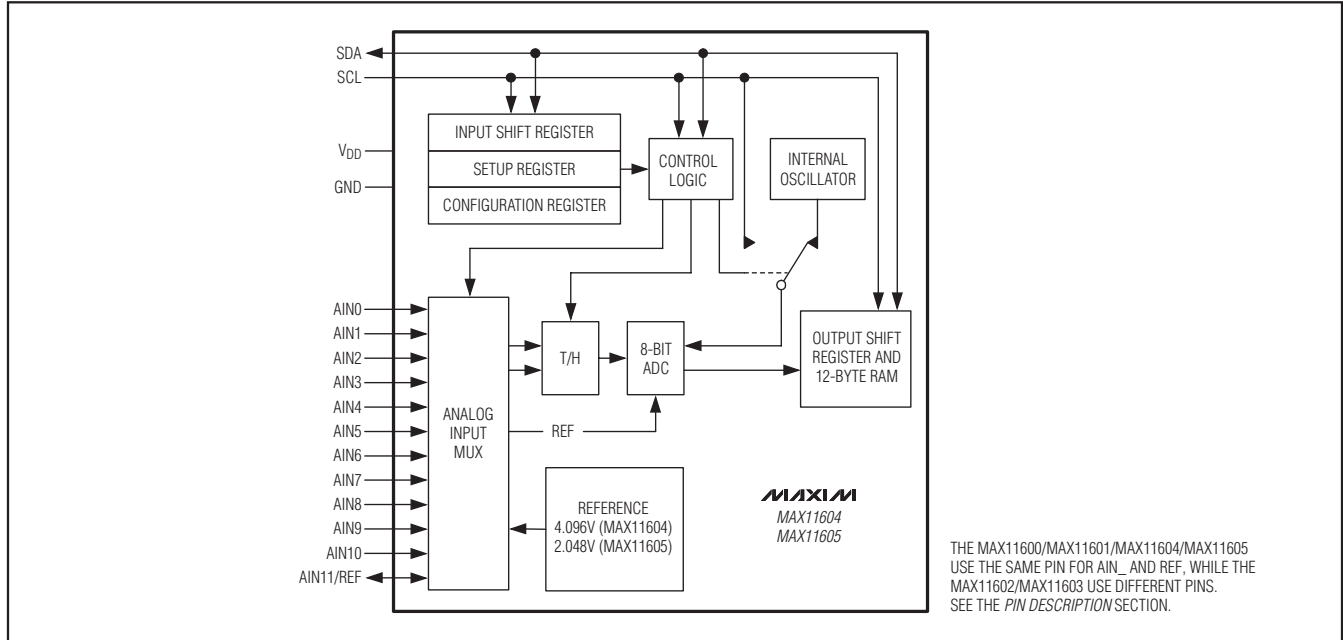 SDA
SCL
V_DD
GND
INPUT SHIFT REGISTER
SETUP REGISTER
CONFIGURATION REGISTER
CONTROL
LOGIC
INTERNAL
OSCILLATOR
AIN0
AIN1
AIN2
AIN3
AIN4
AIN5
AIN6
AIN7
AIN8
AIN9
AIN10
AIN11/REF
ANALOG
INPUT
MUX
T/H
8-BIT
ADC
REF
OUTPUT SHIFT
REGISTER AND
12-BYTE RAM
REFERENCE
4.096V (MAX11604)
2.048V (MAX11605)
MAXIM
MAX11604
MAX11605
THE MAX11600/MAX11601/MAX11604/MAX11605
USE THE SAME PIN FOR AIN_ AND REF, WHILE THE
MAX11602/MAX11603 USE DIFFERENT PINS.
SEE THE PIN DESCRIPTION SECTION.